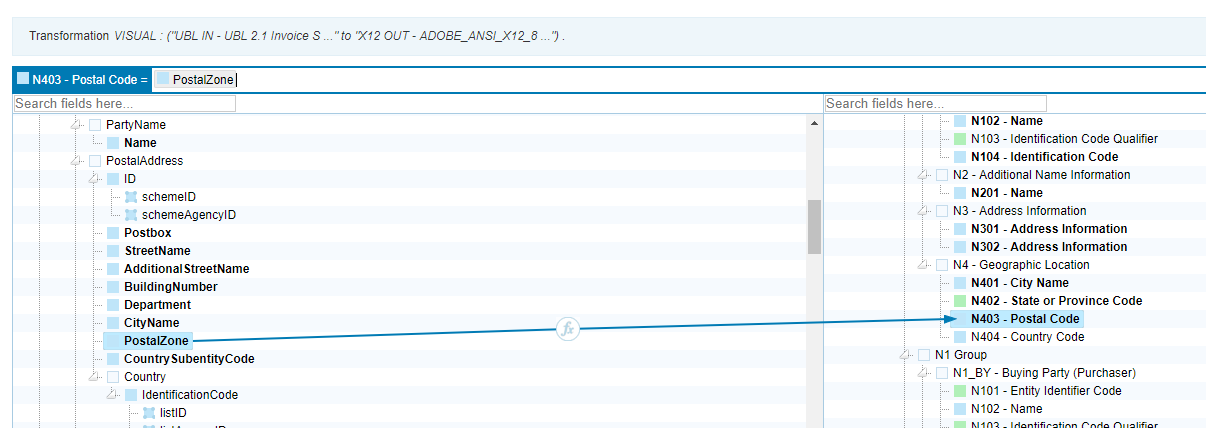 Transformation VISUAL : ("UBL IN - UBL 2.1 Invoice S ..." to "X12 OUT - ADOBE_ANSI_X12_8 ...") .
N403 - Postal Code = PostalZone
Search fields here...
PartyName
Name
PostalAddress
ID
schemeID
schemeAgencyID
Postbox
StreetName
AdditionalStreetName
BuildingNumber
Department
CityName
PostalZone
CountrySubentityCode
Country
IdentificationCode
listID
fx
Search fields here...
N102 - Name
N103 - Identification Code Qualifier
N104 - Identification Code
N2 - Additional Name Information
N201 - Name
N3 - Address Information
N301 - Address Information
N302 - Address Information
N4 - Geographic Location
N401 - City Name
N402 - State or Province Code
N403 - Postal Code
N404 - Country Code
N1 Group
N1_BY - Buying Party (Purchaser)
N101 - Entity Identifier Code
N102 - Name
N103 - Identification Code Qualifier